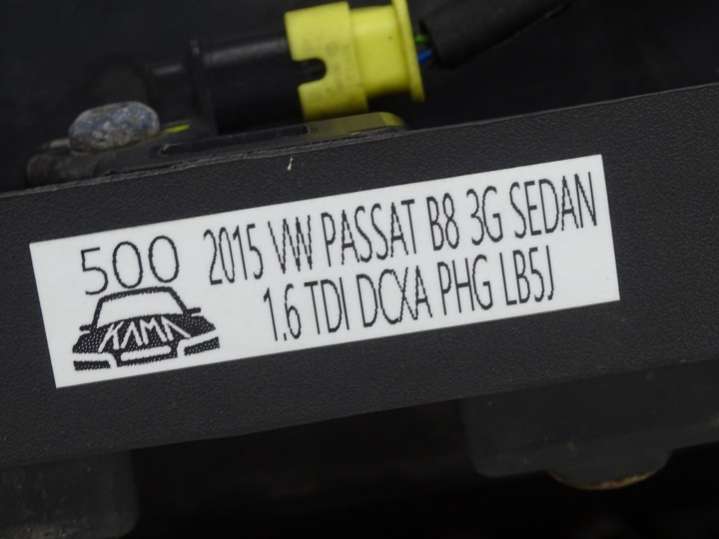 500
KAMA
2015 VW PASSAT B8 3G SEDAN
1.6 TDI DCXA PHG LB5J